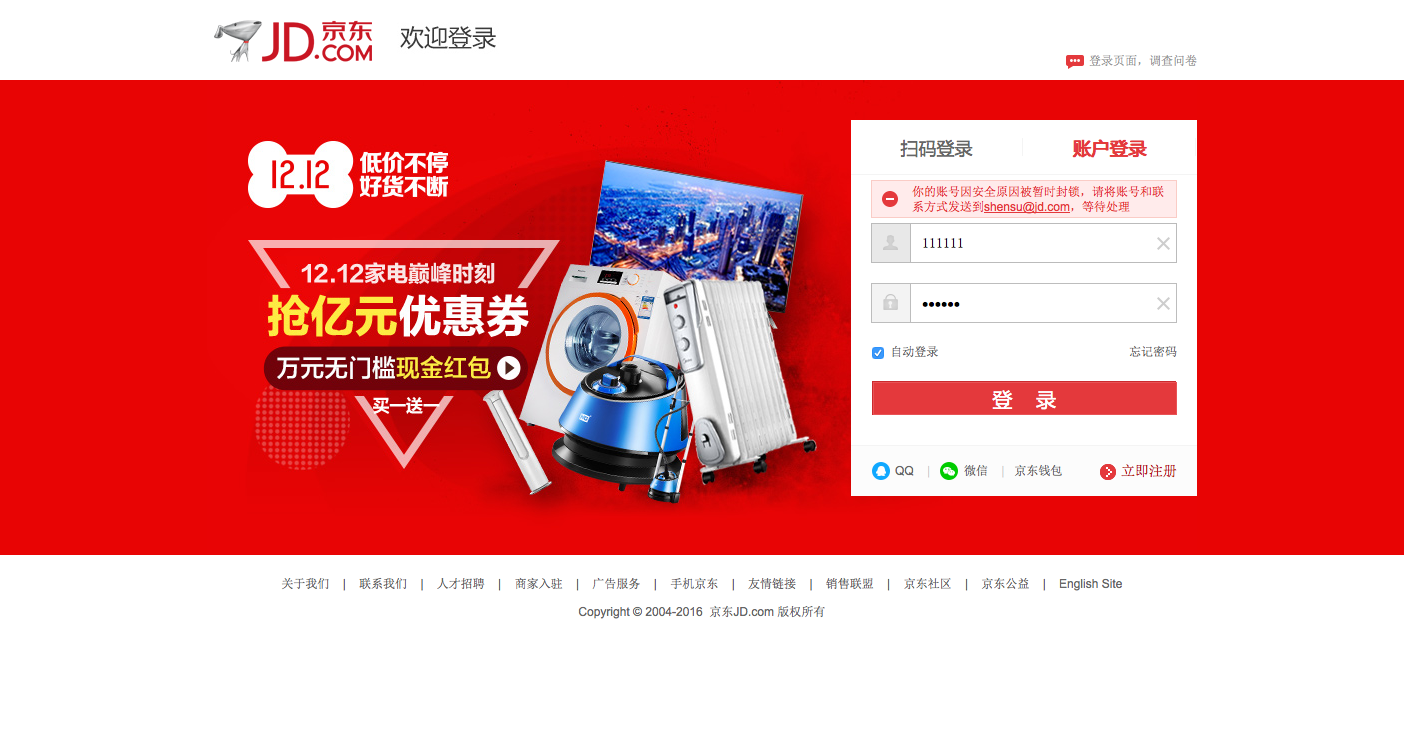 京东
JD.COM
欢迎登录
登录页面，调查问卷
12.12
低价不停
好货不断
12.12家电巅峰时刻
抢亿元优惠券
万元无门槛现金红包
买一送一
扫码登录
账户登录
你的账号因安全原因被暂时封锁，请将账号和联
系方式发送到shensu@jd.com，等待处理
111111
••••••
自动登录
忘记密码
登 录
QQ | 微信 | 京东钱包
立即注册
关于我们 | 联系我们 | 人才招聘 | 商家入驻 | 广告服务 | 手机京东 | 友情链接 | 销售联盟 | 京东社区 | 京东公益 | English Site
Copyright © 2004-2016 京东JD.com 版权所有